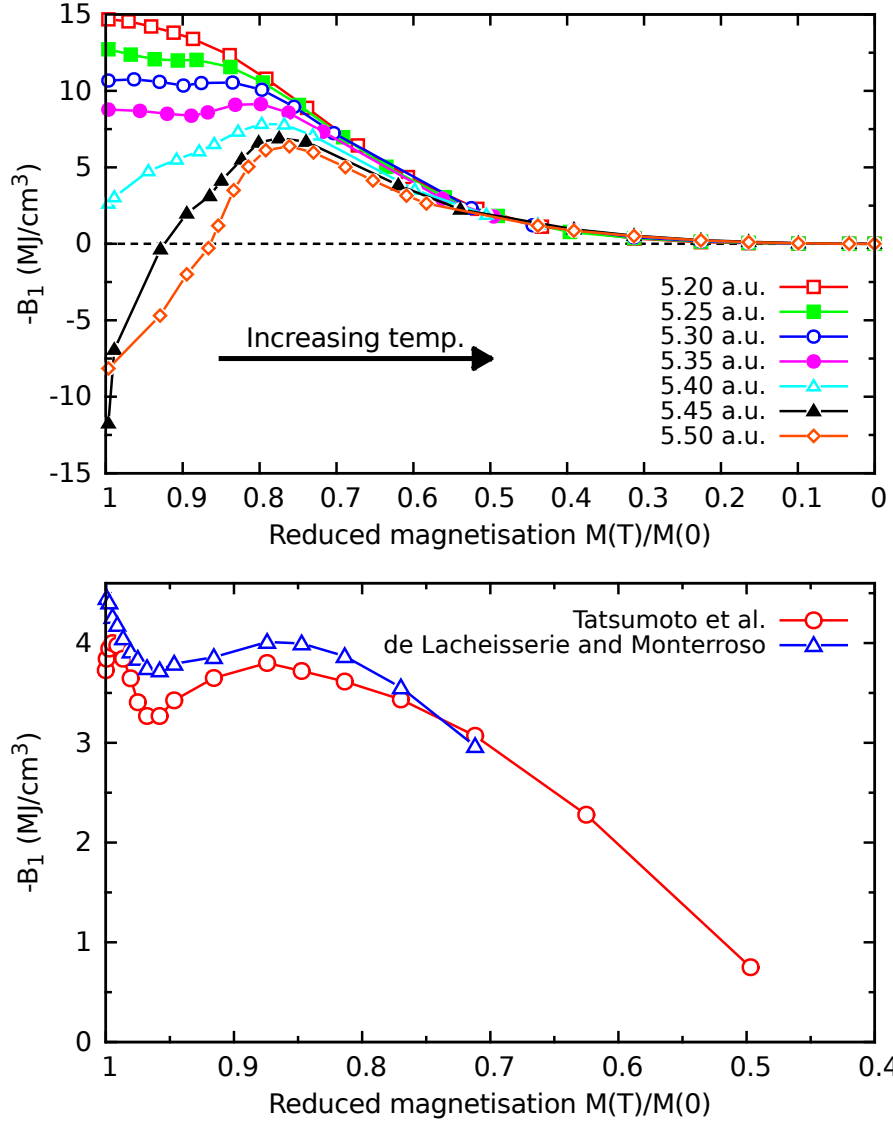 15
10
5
0
-5
-10
-15
-B1 (MJ/cm3)
5.20 a.u.
5.25 a.u.
5.30 a.u.
5.35 a.u.
5.40 a.u.
5.45 a.u.
5.50 a.u.
Increasing temp.
1 0.9 0.8 0.7 0.6 0.5 0.4 0.3 0.2 0.1 0
Reduced magnetisation M(T)/M(0)
4
3
2
1
0
-B1 (MJ/cm3)
Tatsumoto et al.
de Lacheisserie and Monterroso
1 0.9 0.8 0.7 0.6 0.5 0.4
Reduced magnetisation M(T)/M(0)